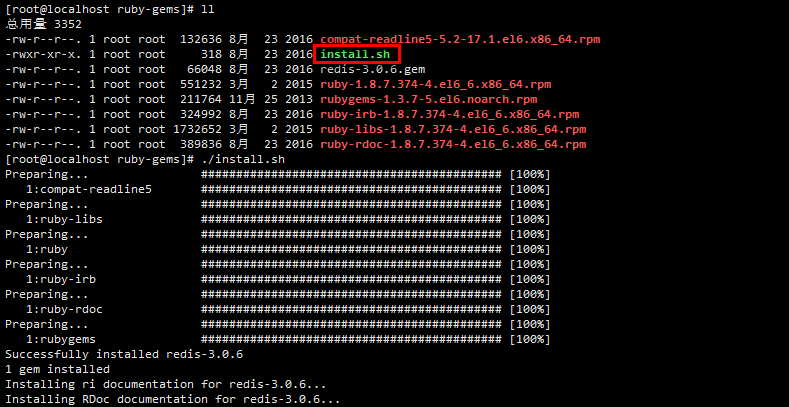 [root@localhost ruby-gems]# ll
总用量 3352
-rw-r--r--. 1 root root  132636 8月  23 2016 compat-readline5-5.2-17.1.el6.x86_64.rpm
-rwxr-xr-x. 1 root root     318 8月  23 2016 install.sh
-rw-r--r--. 1 root root   66048 8月  23 2016 redis-3.0.6.gem
-rw-r--r--. 1 root root  551232 3月   2 2015 ruby-1.8.7.374-4.el6_6.x86_64.rpm
-rw-r--r--. 1 root root  211764 11月 25 2013 rubygems-1.3.7-5.el6.noarch.rpm
-rw-r--r--. 1 root root  324992 8月  23 2016 ruby-irb-1.8.7.374-4.el6_6.x86_64.rpm
-rw-r--r--. 1 root root 1732652 3月   2 2015 ruby-libs-1.8.7.374-4.el6_6.x86_64.rpm
-rw-r--r--. 1 root root  389836 8月  23 2016 ruby-rdoc-1.8.7.374-4.el6_6.x86_64.rpm
[root@localhost ruby-gems]# ./install.sh
Preparing...                ########################################### [100%]
   1:compat-readline5       ########################################### [100%]
Preparing...                ########################################### [100%]
   1:ruby-libs              ########################################### [100%]
Preparing...                ########################################### [100%]
   1:ruby                   ########################################### [100%]
Preparing...                ########################################### [100%]
   1:ruby-irb               ########################################### [100%]
Preparing...                ########################################### [100%]
   1:ruby-rdoc              ########################################### [100%]
Preparing...                ########################################### [100%]
   1:rubygems               ########################################### [100%]
Successfully installed redis-3.0.6
1 gem installed
Installing ri documentation for redis-3.0.6...
Installing RDoc documentation for redis-3.0.6...